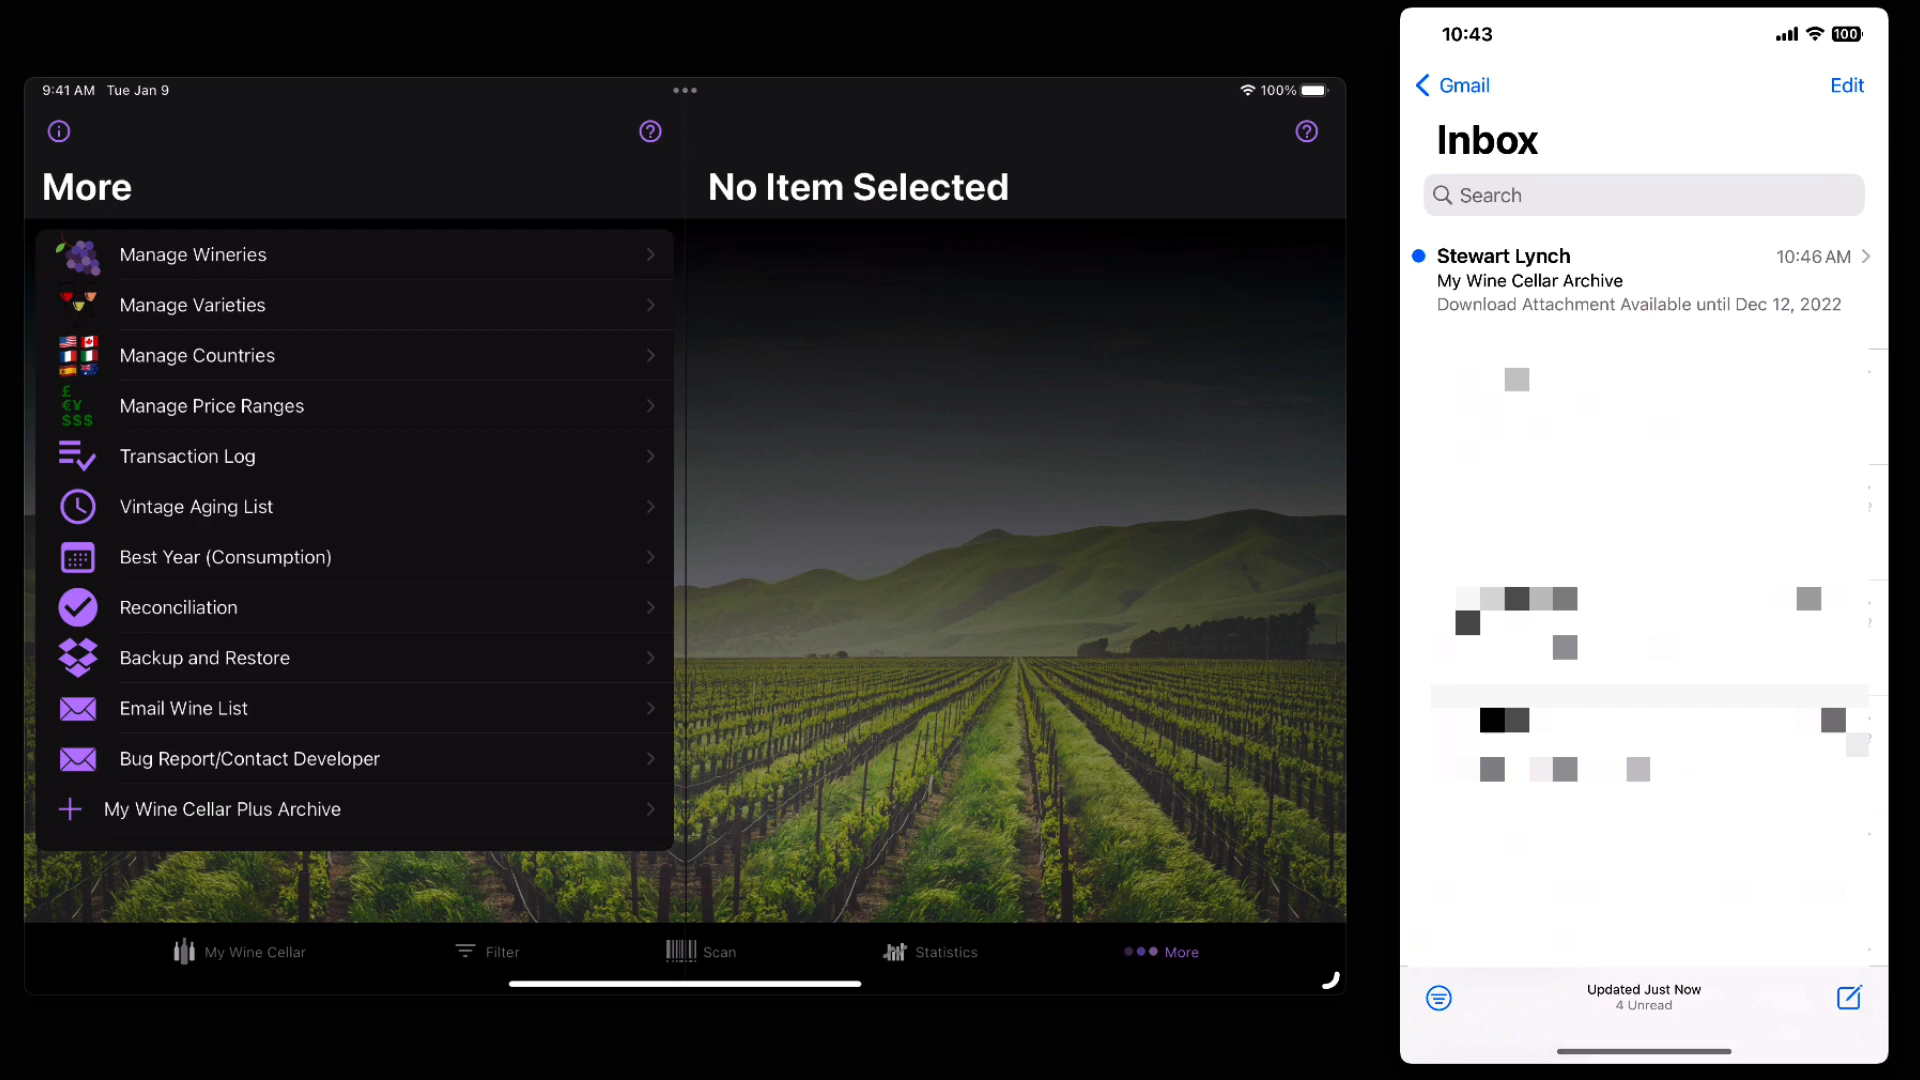 9:41 AM Tue Jan 9
100%
More
No Item Selected
Manage Wineries
Manage Varieties
Manage Countries
£
€¥
$$$
Manage Price Ranges
Transaction Log
Vintage Aging List
Best Year (Consumption)
Reconciliation
Backup and Restore
Email Wine List
Bug Report/Contact Developer
My Wine Cellar Plus Archive
My Wine Cellar
Filter
Scan
Statistics
More
10:43
100
Gmail
Edit
Inbox
Search
Stewart Lynch 10:46 AM
My Wine Cellar Archive
Download Attachment Available until Dec 12, 2022
Updated Just Now
4 Unread